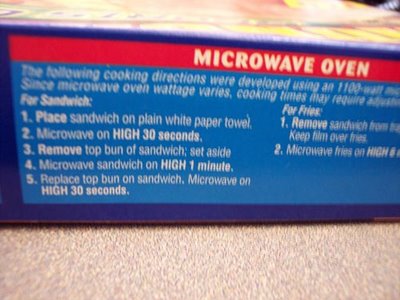 MICROWAVE OVEN
The following cooking directions were developed using an 1100-watt
Since microwave oven wattage varies, cooking times may require
For Sandwich:
1. Place sandwich on plain white paper towel.
2. Microwave on HIGH 30 seconds.
3. Remove top bun of sandwich; set aside
4. Microwave sandwich on HIGH 1 minute.
5. Replace top bun on sandwich. Microwave on
HIGH 30 seconds.
For Fries:
1. Remove sandwich from
Keep film over fries.
2. Microwave fries on HIGH